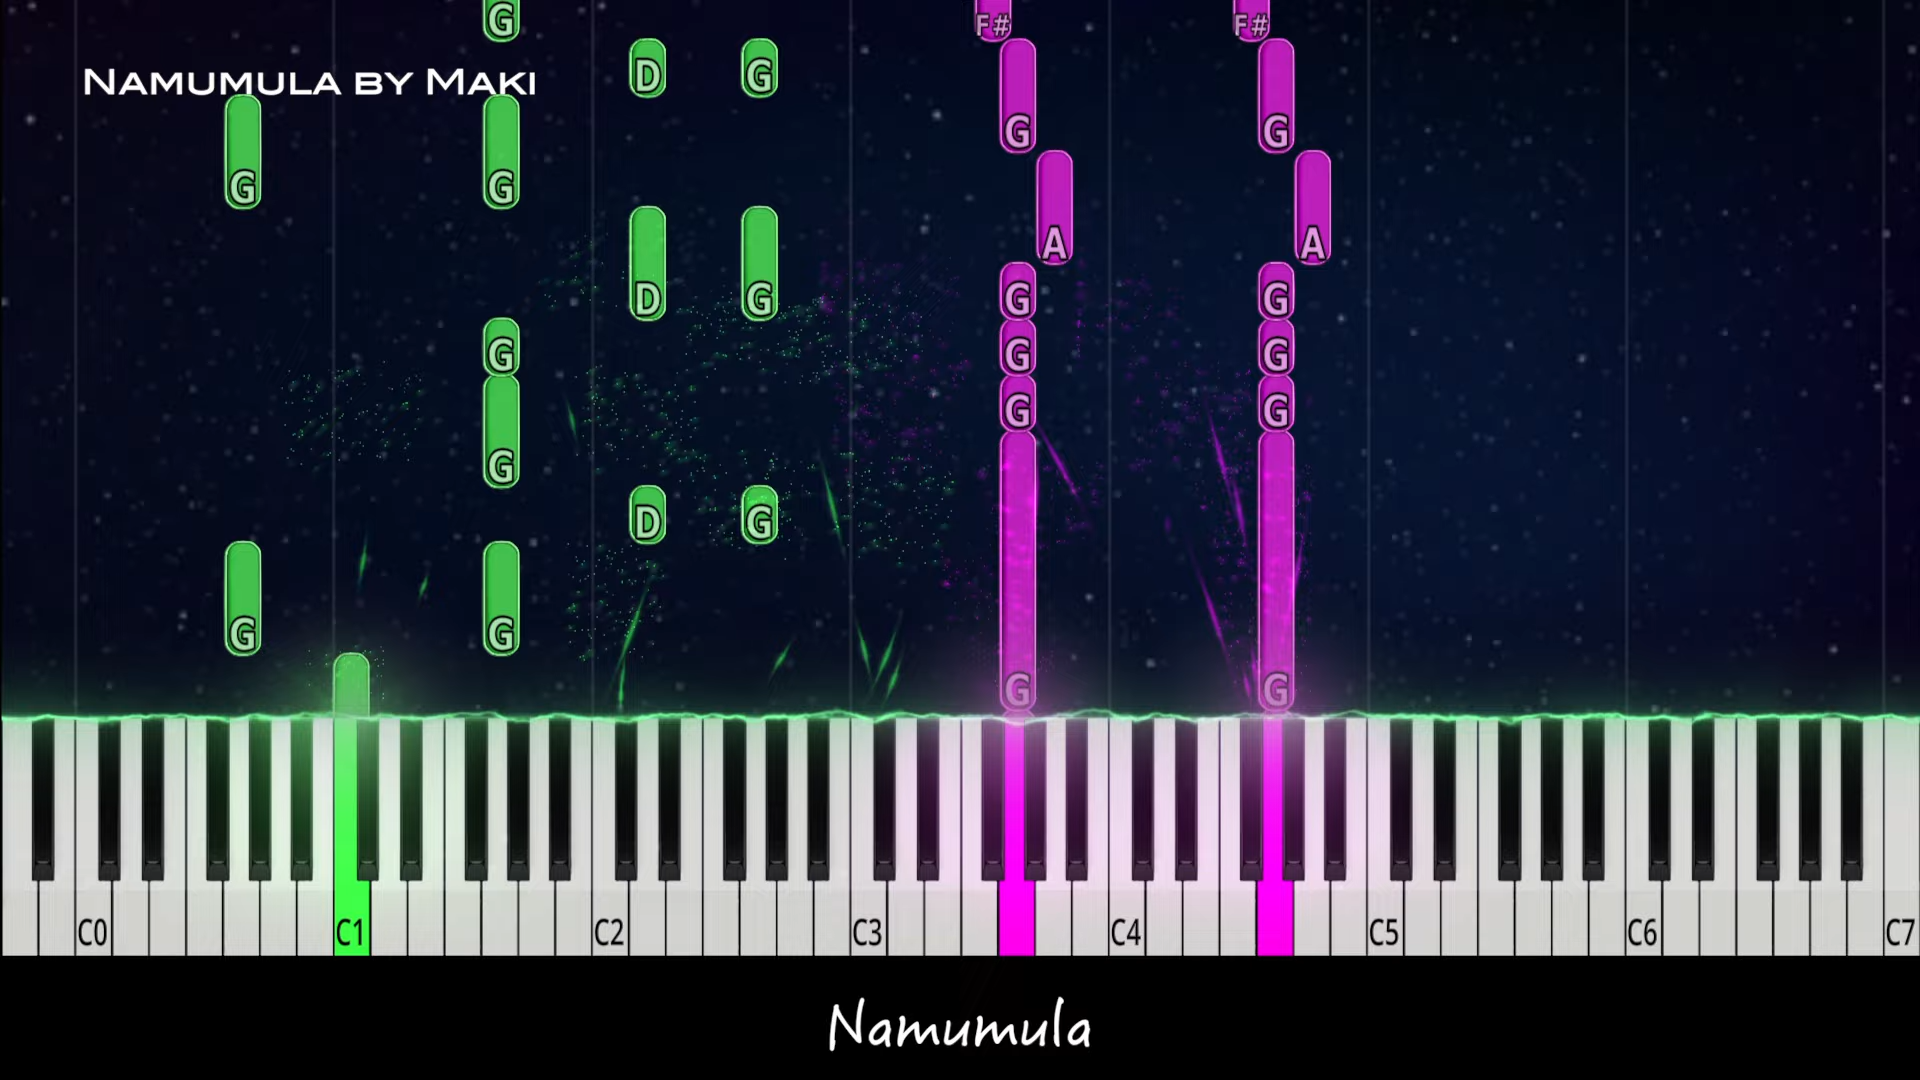 G F# F#
NAMUMULA BY MAKI
D G
G G
G G
A A
D G G G
G G G
G G
G
D G
G G
G G
C0 C1 C2 C3 C4 C5 C6 C7
Namumula